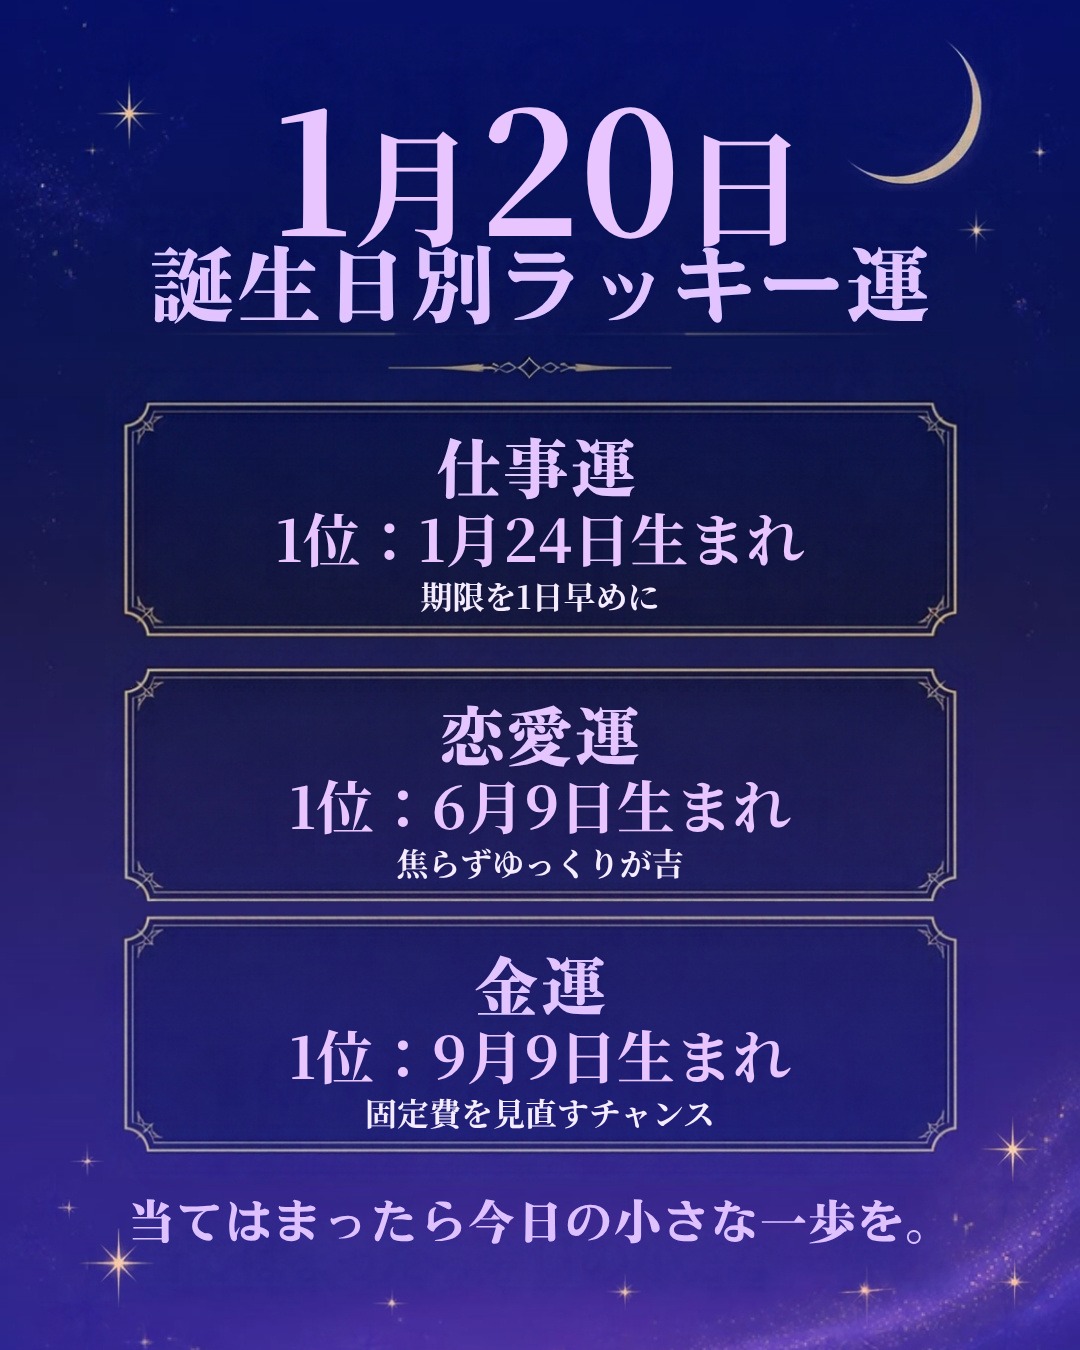 1月20日
誕生日別ラッキー運
仕事運
1位：1月24日生まれ
期限を1日早めに
恋愛運
1位：6月9日生まれ
焦らずゆっくりが吉
金運
1位：9月9日生まれ
固定費を見直すチャンス
当てはまったら今日の小さな一歩を。